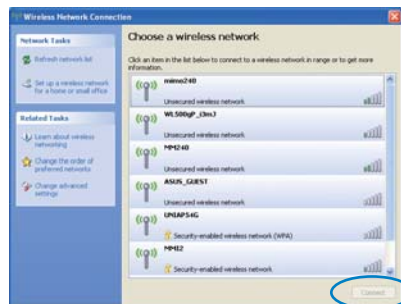 Wireless Network Connection
Network Tasks
Refresh network list
Set up a wireless network
for a home or small office
Related Tasks
Learn about wireless
networking
Change the order of
preferred networks
Change advanced
settings
Choose a wireless network
Click an item in the list below to connect to a wireless network in range or to get more
information.
mimo240
Unsecured wireless network
WL500gP_i3mJ
Unsecured wireless network
MMI240
Unsecured wireless network
ASUS_GUEST
Unsecured wireless network
UNIAP54G
Security-enabled wireless network (WPA)
MMI2
Security-enabled wireless network
Connect